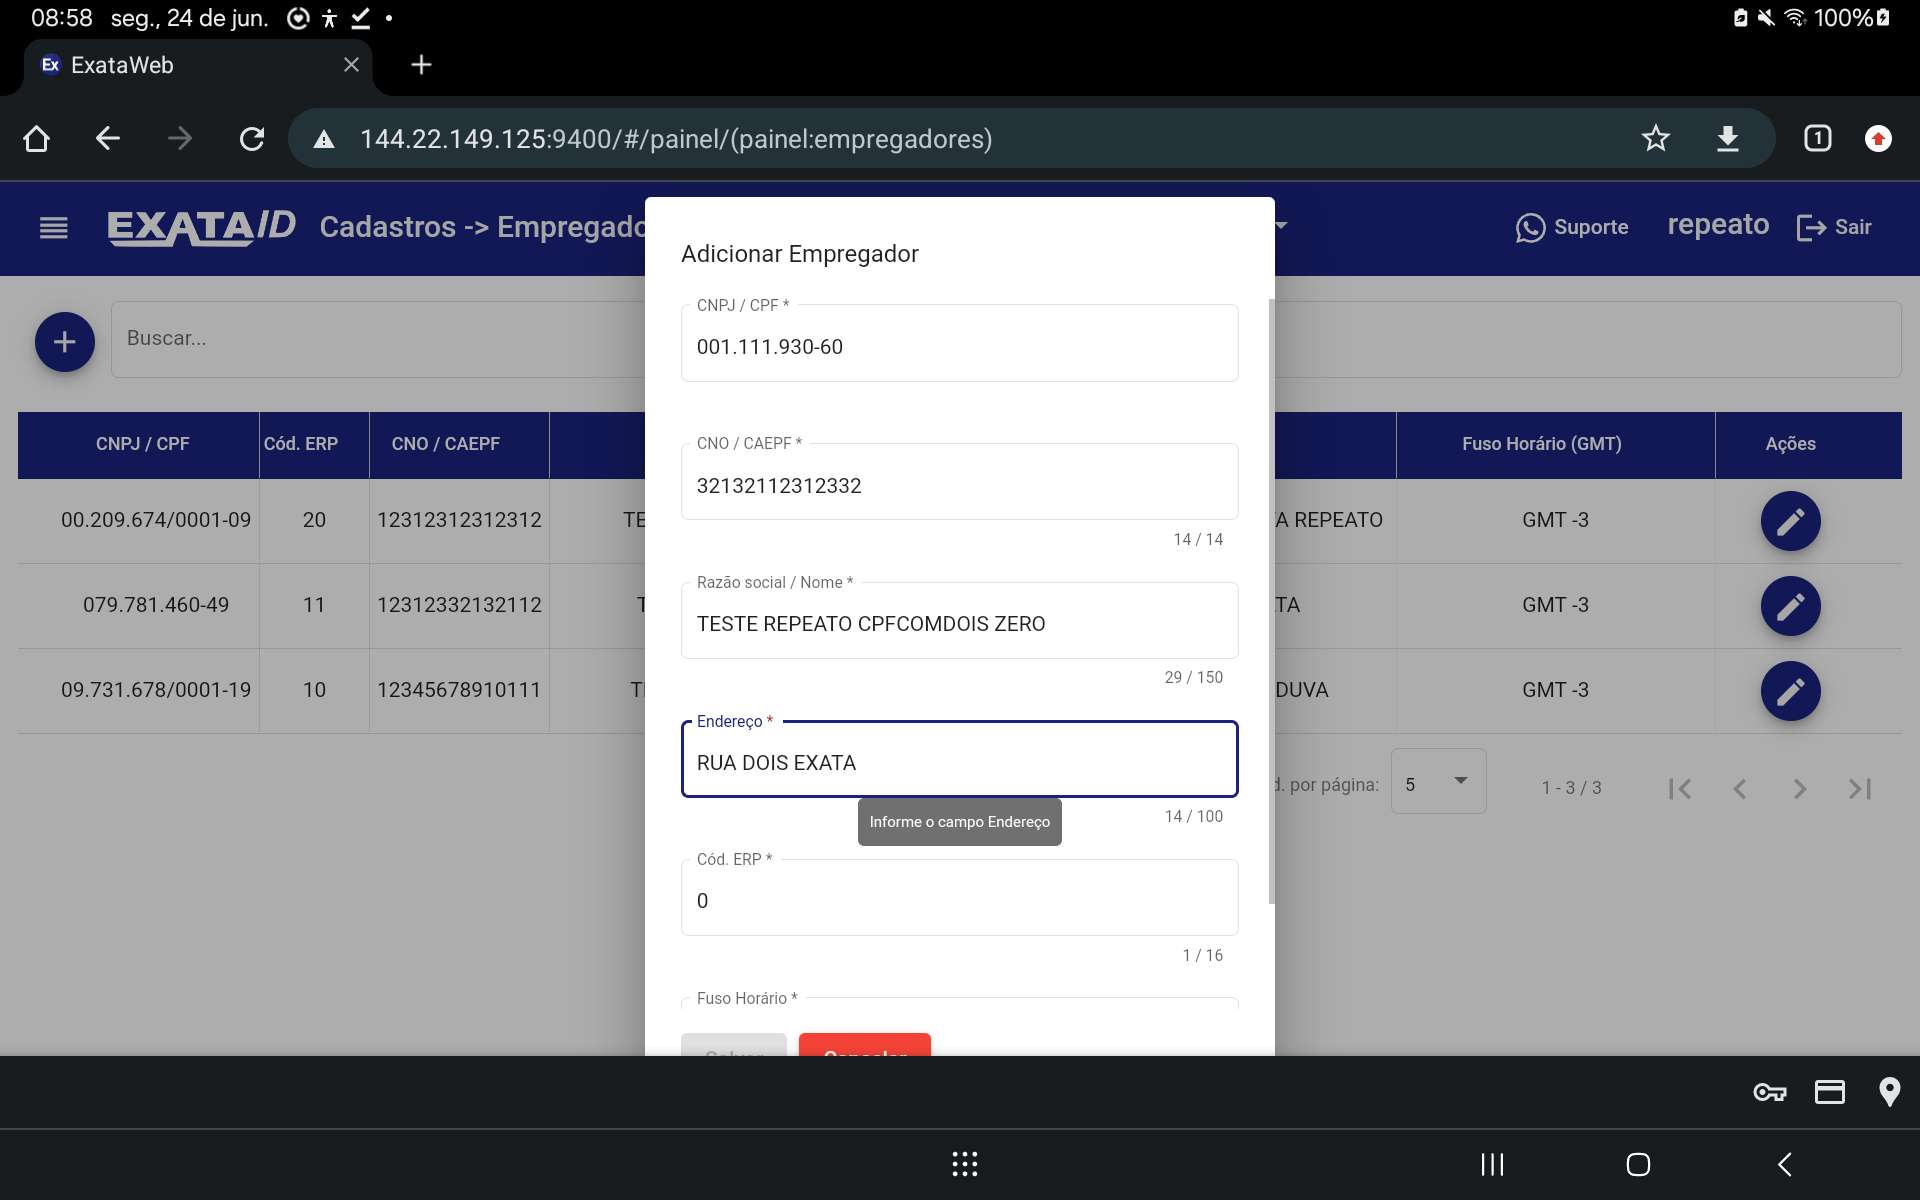 08:58 seg., 24 de jun. 100%
Ex ExataWeb
144.22.149.125:9400/#/painel/(painel:empregadores) 1
EXATA/D Cadastros -> Empregado Suporte repeato Sair
Adicionar Empregador
CNPJ / CPF *
001.111.930-60
CNO / CAEPF *
32132112312332
14 / 14
Razão social / Nome *
TESTE REPEATO CPFCOMDOIS ZERO
29 / 150
Endereço *
RUA DOIS EXATA
14 / 100
Informe o campo Endereço
Cód. ERP *
0
1 / 16
Fuso Horário *
Salvar Cancelar
Buscar...
CNPJ / CPF Cód. ERP CNO / CAEPF Fuso Horário (GMT) Ações
00.209.674/0001-09 20 12312312312312 TE A REPEATO GMT -3
079.781.460-49 11 12312332132112 T TA GMT -3
09.731.678/0001-19 10 12345678910111 T DUVA GMT -3
d. por página: 5 1 - 3 / 3